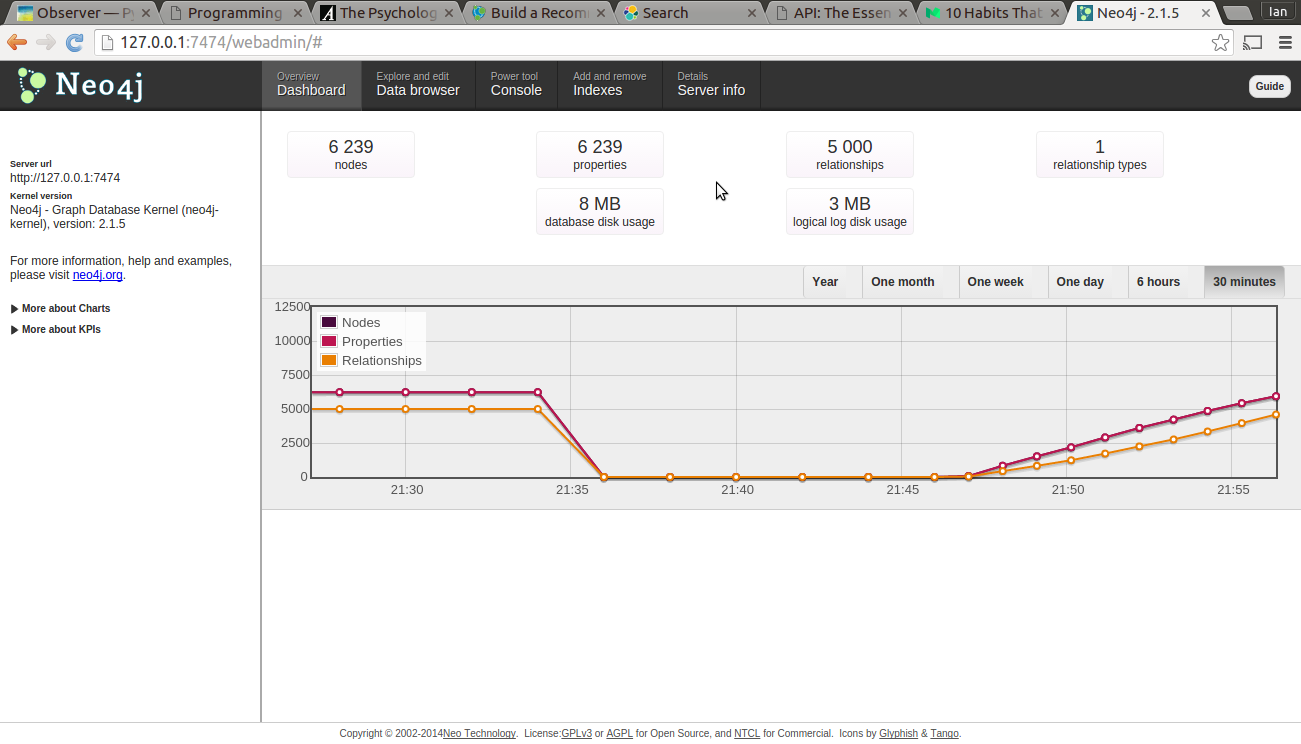 Observer — Py
Programming
The Psycholog
Build a Recom
Search
API: The Essen
10 Habits That
Neo4j - 2.1.5
Ian
127.0.0.1:7474/webadmin/#
Neo4j
Overview
Dashboard
Explore and edit
Data browser
Power tool
Console
Add and remove
Indexes
Details
Server info
Guide
Server url
http://127.0.0.1:7474
Kernel version
Neo4j - Graph Database Kernel (neo4j-
kernel), version: 2.1.5
For more information, help and examples,
please visit neo4j.org.
More about Charts
More about KPIs
6 239
nodes
6 239
properties
5 000
relationships
1
relationship types
8 MB
database disk usage
3 MB
logical log disk usage
Year
One month
One week
One day
6 hours
30 minutes
12500
10000
7500
5000
2500
0
Nodes
Properties
Relationships
21:30
21:35
21:40
21:45
21:50
21:55
Copyright © 2002-2014Neo Technology. License:GPLv3 or AGPL for Open Source, and NTCL for Commercial. Icons by Glyphish & Tango.